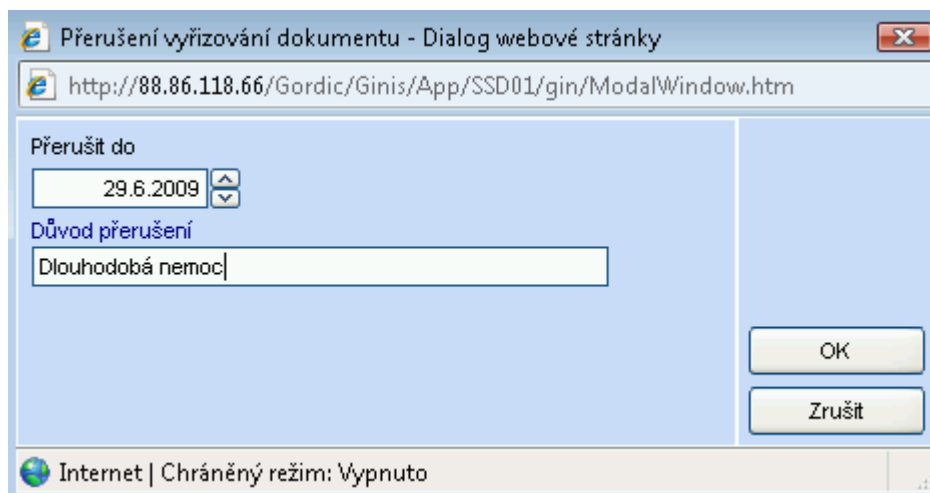 Přerušení vyřizování dokumentu - Dialog webové stránky
http://88.86.118.66/Gordic/Ginis/App/SSD01/gin/ModalWindow.htm
Přerušit do
29.6.2009
Důvod přerušení
Dlouhodobá nemoc
OK
Zrušit
Internet | Chráněný režim: Vypnuto